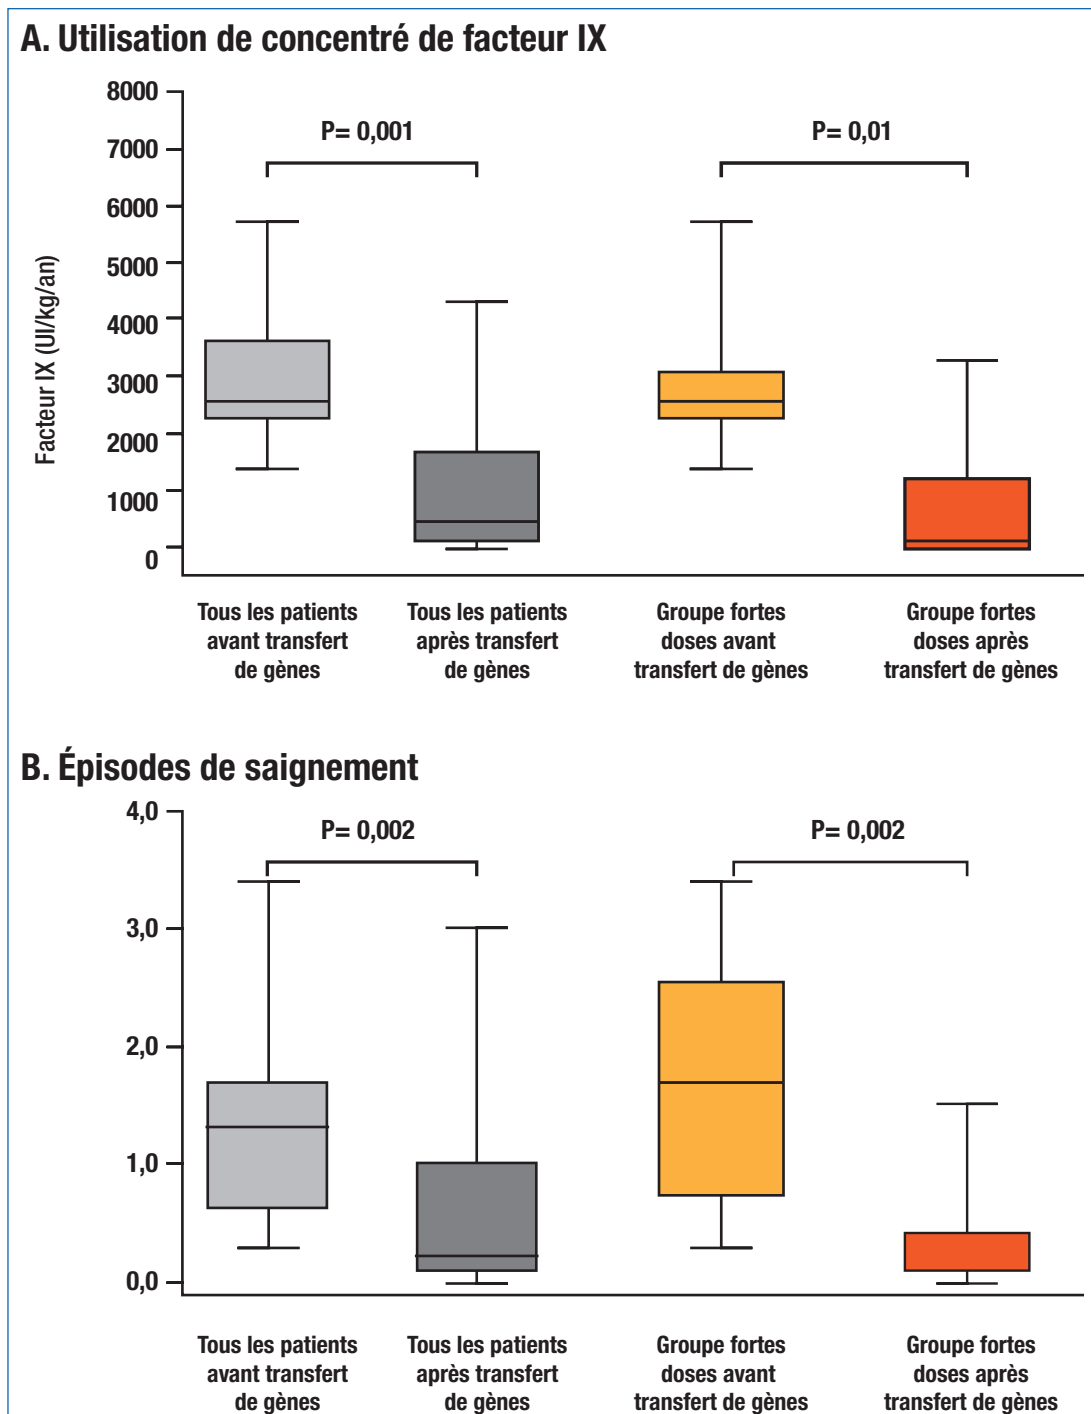 A. Utilisation de concentré de facteur IX
8000
7000
6000
5000
4000
3000
2000
1000
0
Facteur IX (UI/kg/an)
P= 0,001
P= 0,01
Tous les patients
avant transfert
de gènes
Tous les patients
après transfert
de gènes
Groupe fortes
doses avant
transfert de gènes
Groupe fortes
doses après
transfert de gènes
B. Épisodes de saignement
4,0
3,0
2,0
1,0
0,0
P= 0,002
P= 0,002
Tous les patients
avant transfert
de gènes
Tous les patients
après transfert
de gènes
Groupe fortes
doses avant
transfert de gènes
Groupe fortes
doses après
transfert de gènes